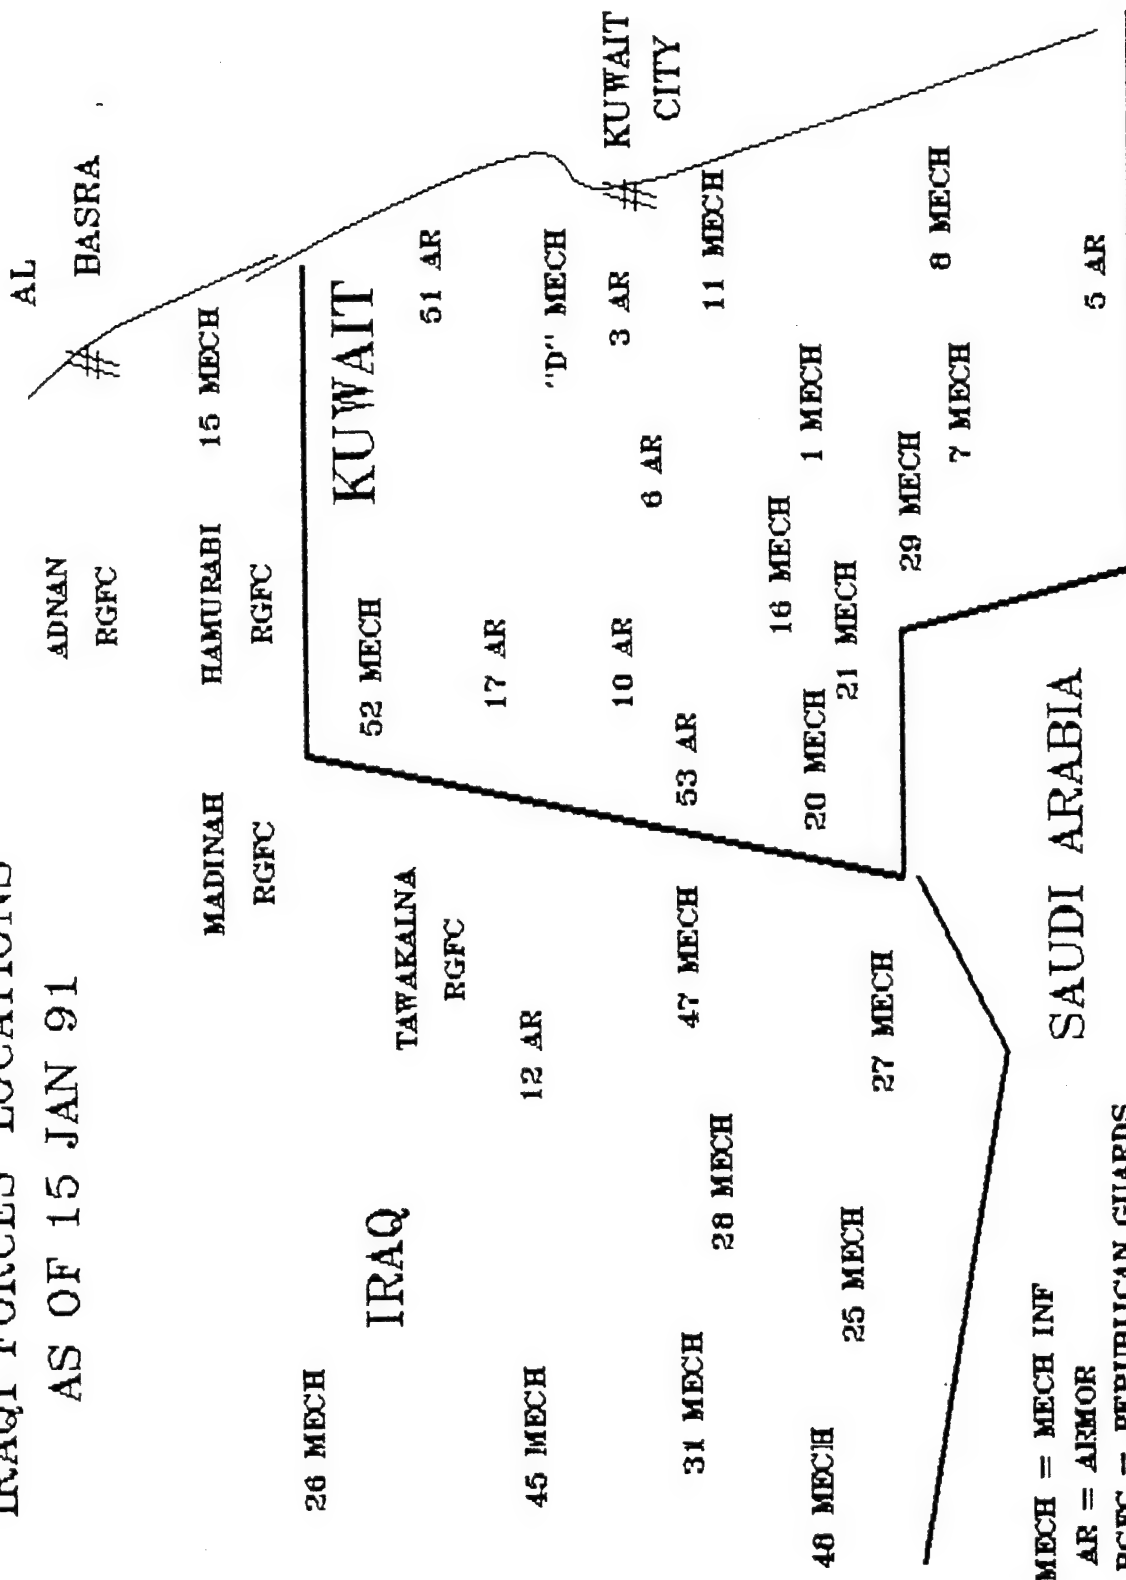 IRAQI FORCES LOCATIONS
AS OF 15 JAN 91
AL
BASRA
ADNAN
RGFC
MADINAH
RGFC
HAMURABI
RGFC
15 MECH
26 MECH
IRAQ
KUWAIT
52 MECH
51 AR
TAWAKALNA
RGFC
17 AR
12 AR
45 MECH
"D" MECH
10 AR
3 AR
KUWAIT
CITY
6 AR
53 AR
47 MECH
31 MECH
28 MECH
11 MECH
16 MECH
1 MECH
20 MECH
21 MECH
48 MECH
25 MECH
27 MECH
29 MECH
7 MECH
8 MECH
5 AR
SAUDI ARABIA
MECH = MECH INF
AR = ARMOR
RGFC = REPUBLICAN GUARDS